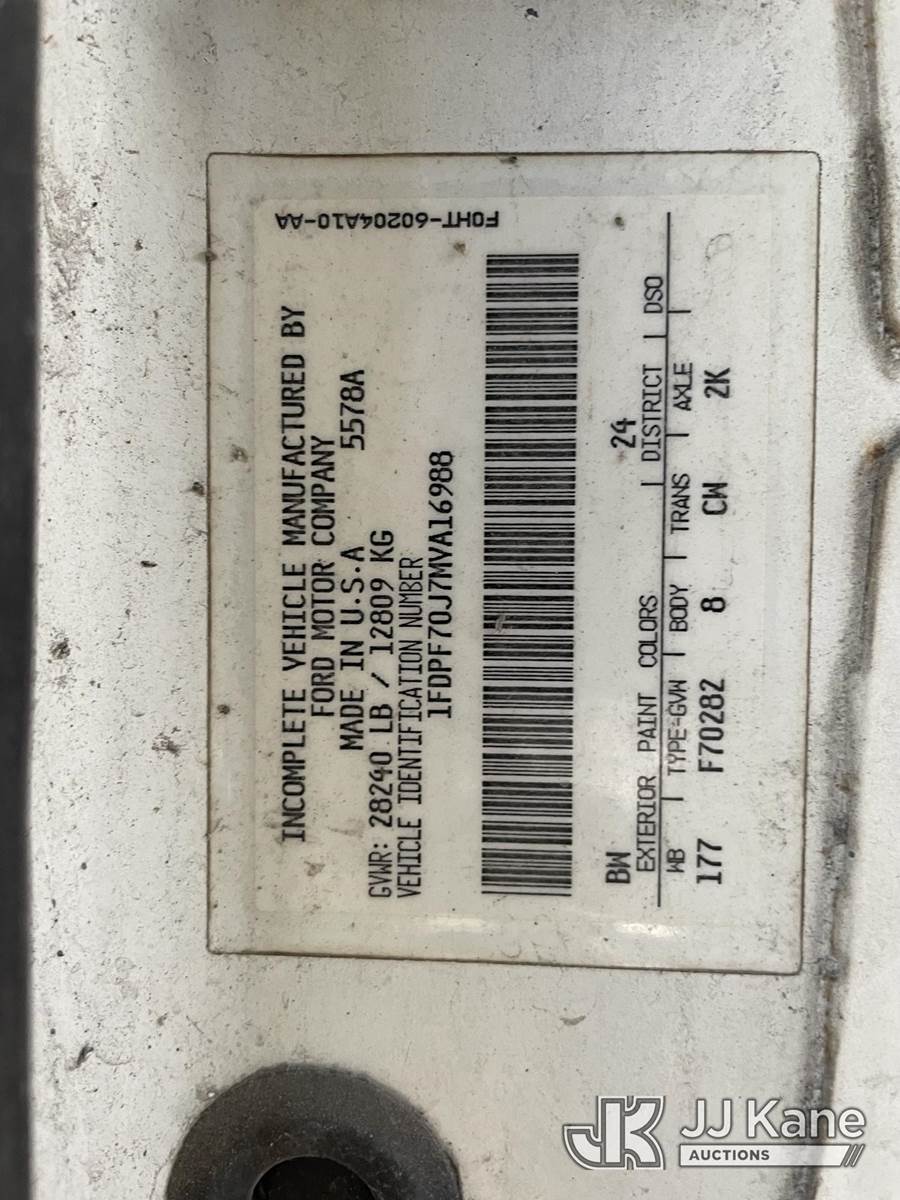 FOHT-60204A10-AA
INCOMPLETE VEHICLE MANUFACTURED BY
FORD MOTOR COMPANY
MADE IN U.S.A 5578A
GVWR: 28240 LB / 12809 KG
VEHICLE IDENTIFICATION NUMBER
1FDPF70J7MVA16988
BW 24
EXTERIOR PAINT COLORS DISTRICT DSO
WB TYPE-GVW BODY TRANS AXLE
177 F70282 8 CW 2K
JK JJ Kane
AUCTIONS